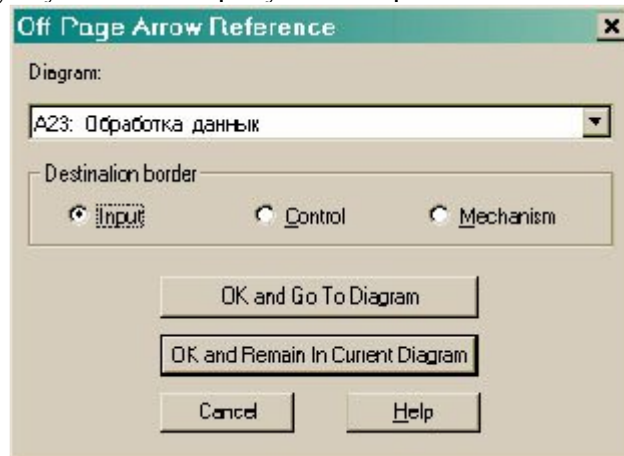 Off Page Arrow Reference
Diagram:
A23: Обработка данных
Destination border
Input
Control
Mechanism
OK and Go To Diagram
OK and Remain In Current Diagram
Cancel
Help